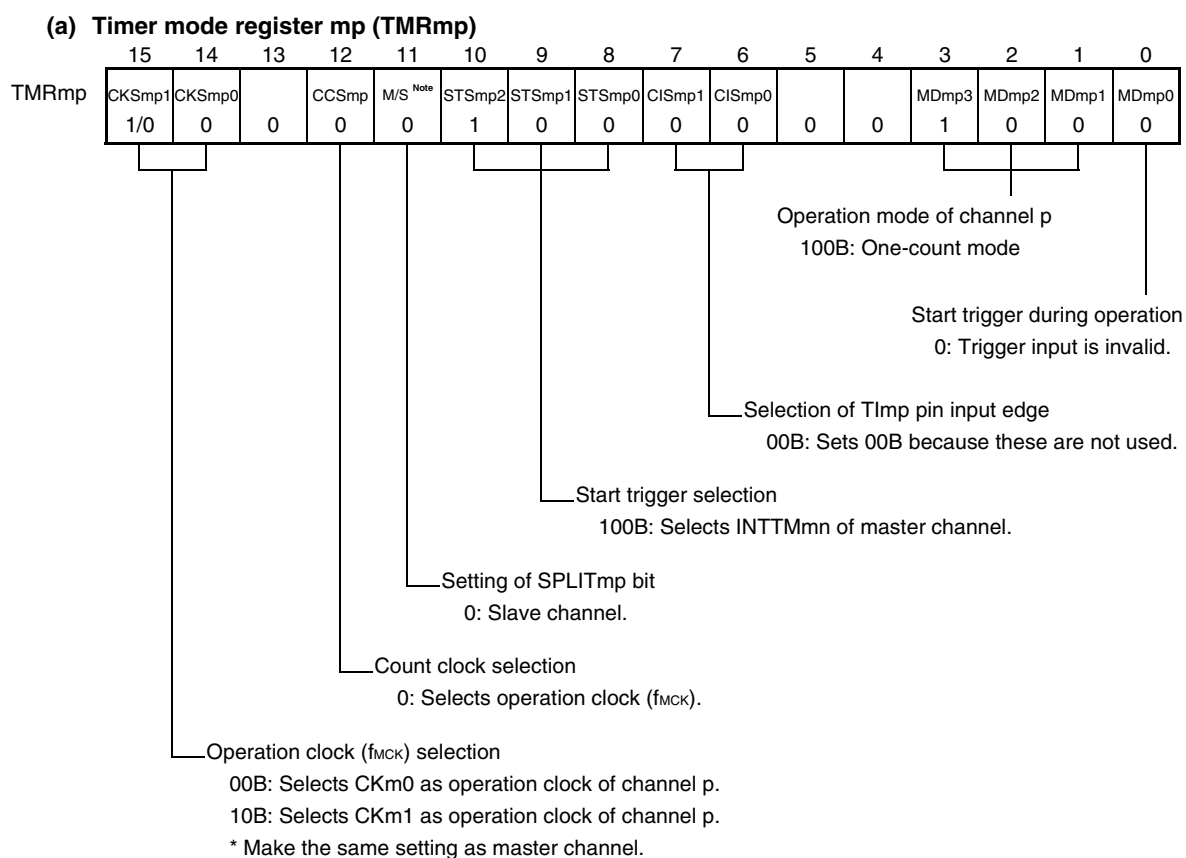 (a) Timer mode register mp (TMRmp)
15 14 13 12 11 10 9 8 7 6 5 4 3 2 1 0
TMRmp CKSmp1 CKSmp0 CCSmp M/S Note STSmp2 STSmp1 STSmp0 CISmp1 CISmp0 MDmp3 MDmp2 MDmp1 MDmp0
1/0 0 0 0 0 1 0 0 0 0 0 0 1 0 0 0
Operation mode of channel p
100B: One-count mode
Start trigger during operation
0: Trigger input is invalid.
Selection of TImp pin input edge
00B: Sets 00B because these are not used.
Start trigger selection
100B: Selects INTTMmn of master channel.
Setting of SPLITmp bit
0: Slave channel.
Count clock selection
0: Selects operation clock (fMCK).
Operation clock (fMCK) selection
00B: Selects CKm0 as operation clock of channel p.
10B: Selects CKm1 as operation clock of channel p.
* Make the same setting as master channel.